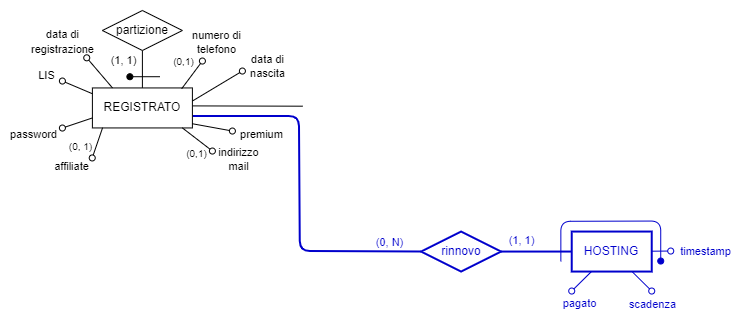 partizione
data di
registrazione
numero di
telefono
(1, 1)
(0,1)
data di
nascita
LIS
REGISTRATO
password
premium
(0, 1)
(0,1)
indirizzo
mail
affiliate
(0, N)
rinnovo
(1, 1)
HOSTING
timestamp
pagato
scadenza